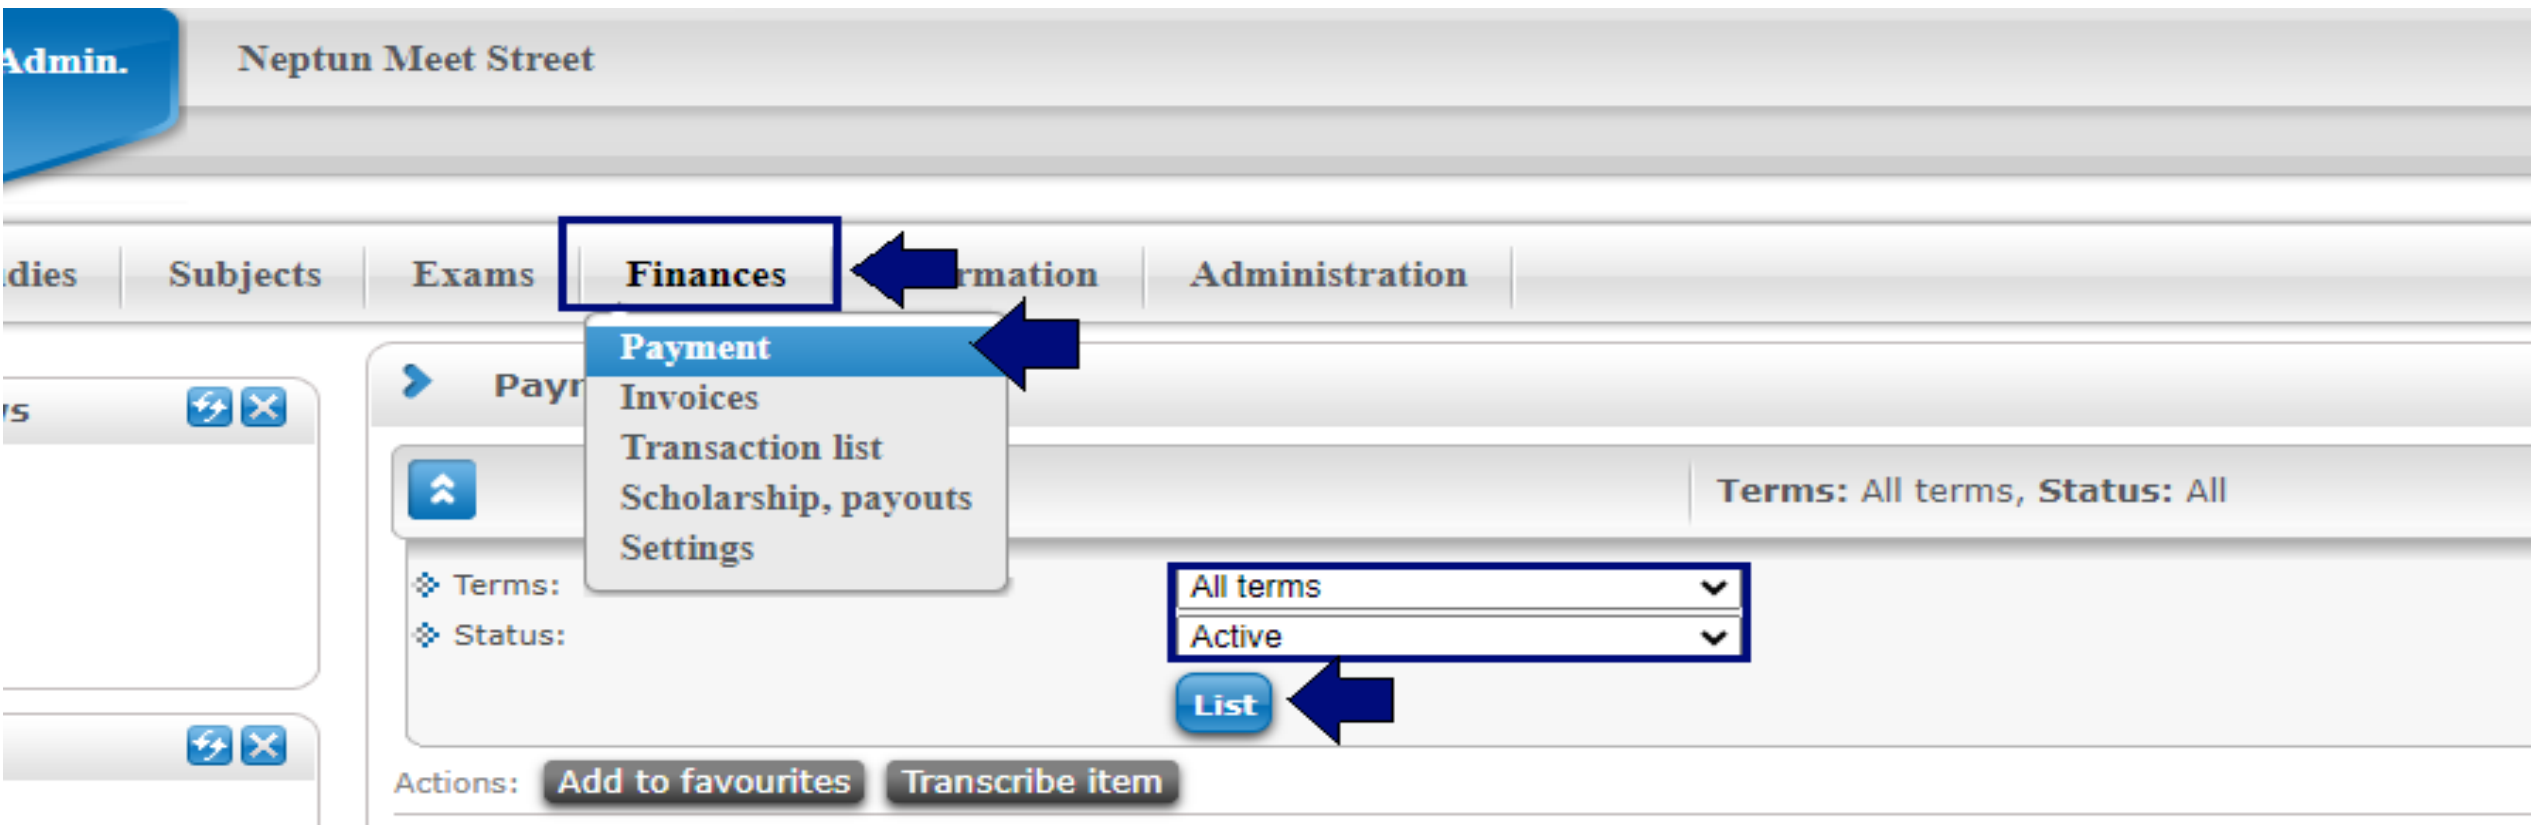 Admin.
Neptun Meet Street
dies
Subjects
Exams
Finances
rmation
Administration
Payment
Invoices
Transaction list
Scholarship, payouts
Settings
Payr
s
Terms: All terms, Status: All
Terms:
All terms
Status:
Active
List
Actions: Add to favourites Transcribe item